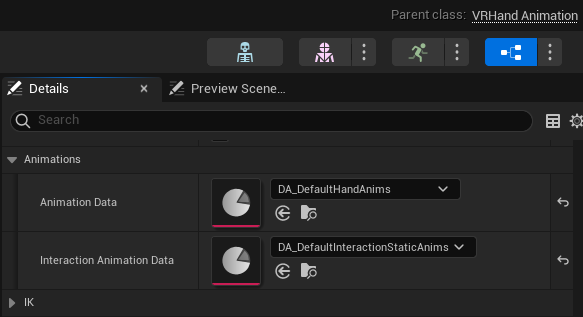 Parent class: VRHand Animation
Details
Preview Scene...
Search
Animations
Animation Data
DA_DefaultHandAnims
Interaction Animation Data
DA_DefaultInteractionStaticAnims
IK